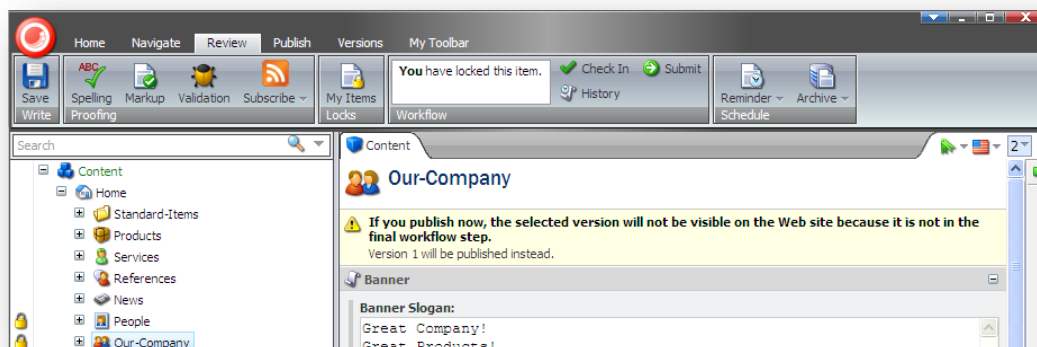 Home Navigate Review Publish Versions My Toolbar
ABC
You have locked this item.
Check In
Submit
History
Save
Spelling
Markup
Validation
Subscribe
My Items
Reminder
Archive
Write
Proofing
Locks
Workflow
Schedule
Search
Content
Home
Standard-Items
Products
Services
References
News
People
Our-Company
Content
2
Our-Company
If you publish now, the selected version will not be visible on the Web site because it is not in the
final workflow step.
Version 1 will be published instead.
Banner
Banner Slogan:
Great Company!
Great Products!